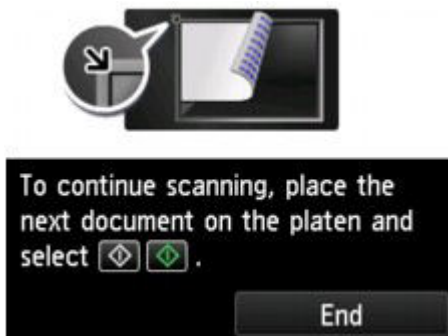 To continue scanning, place the
next document on the platen and
select .
End